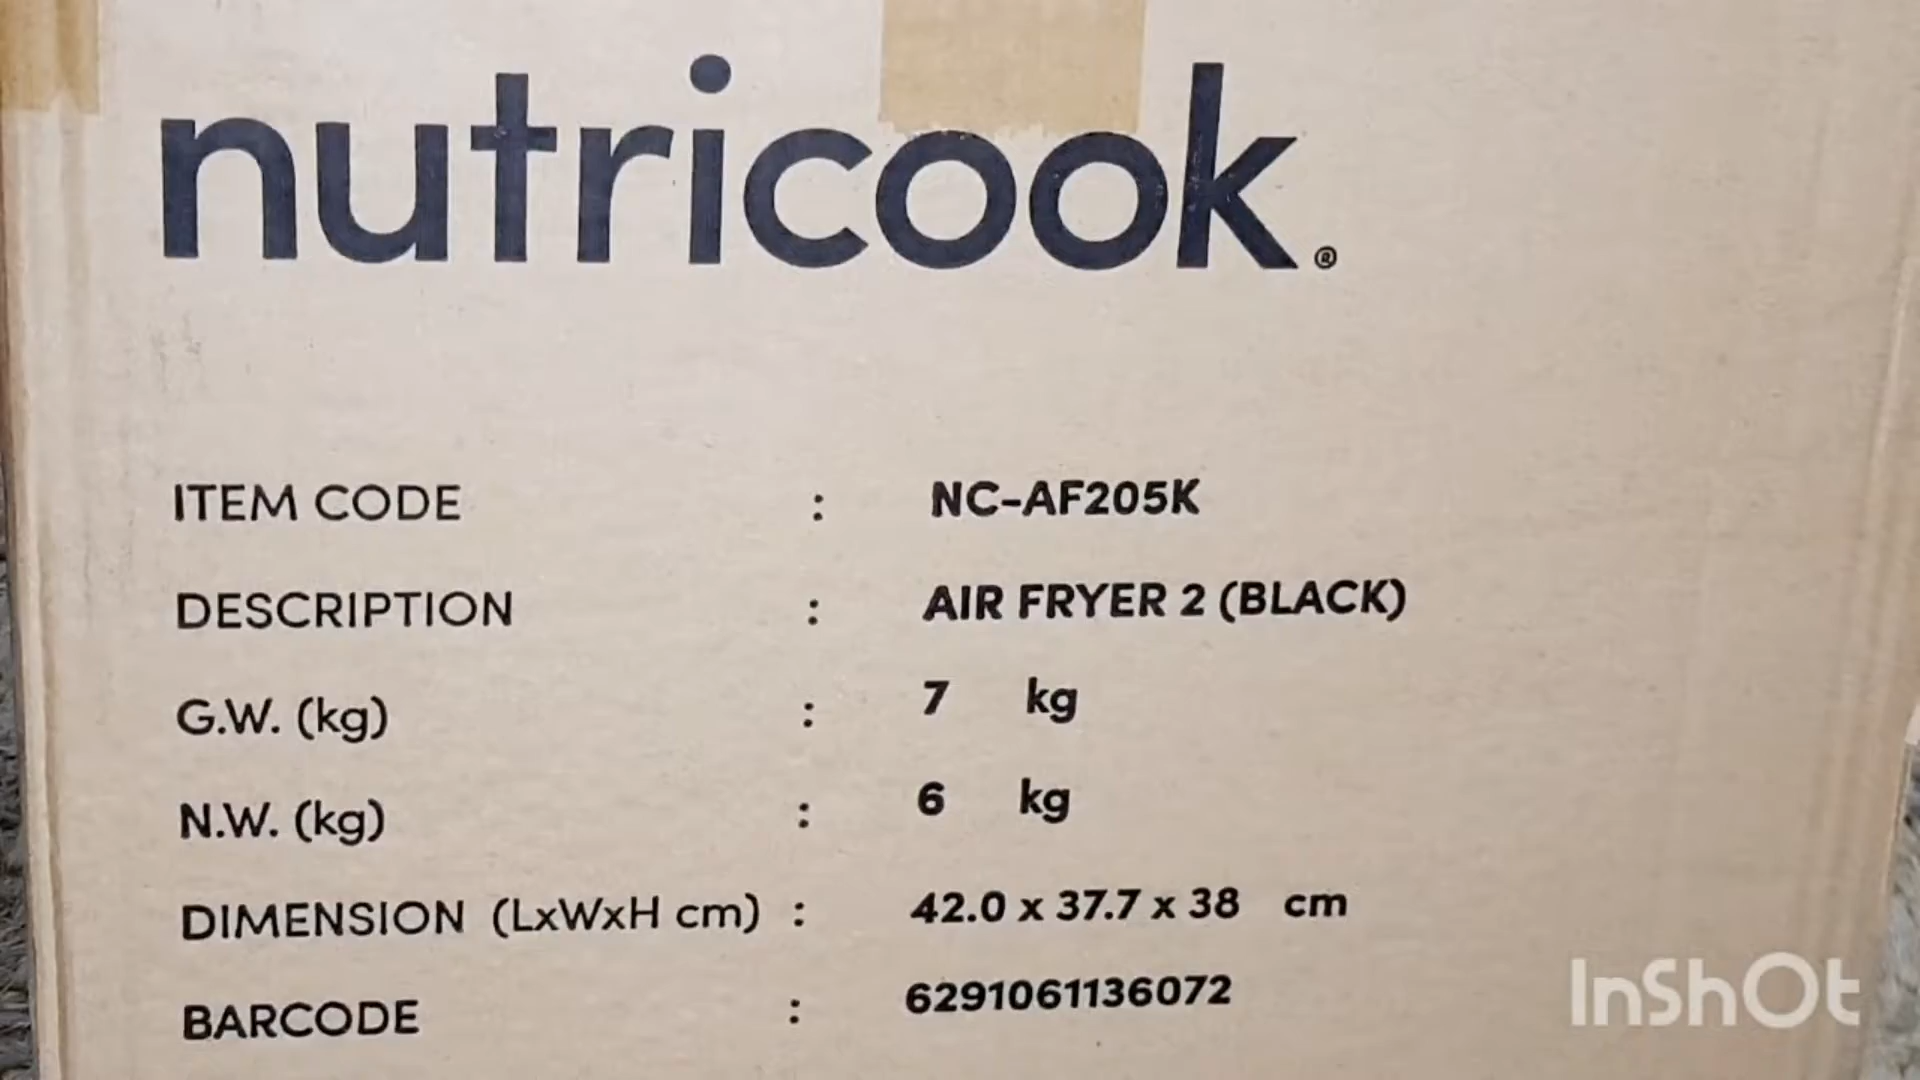 nutricook®
ITEM CODE : NC-AF205K
DESCRIPTION : AIR FRYER 2 (BLACK)
G.W. (kg) : 7 kg
N.W. (kg) : 6 kg
DIMENSION (LxWxH cm) : 42.0 x 37.7 x 38 cm
BARCODE : 6291061136072
InShOt